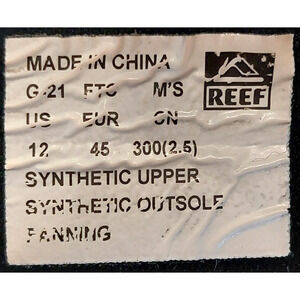 MADE IN CHINA
G-21 FTC M'S
REEF
US EUR CN
12 45 300(2.5)
SYNTHETIC UPPER
SYNTHETIC OUTSOLE
FANNING